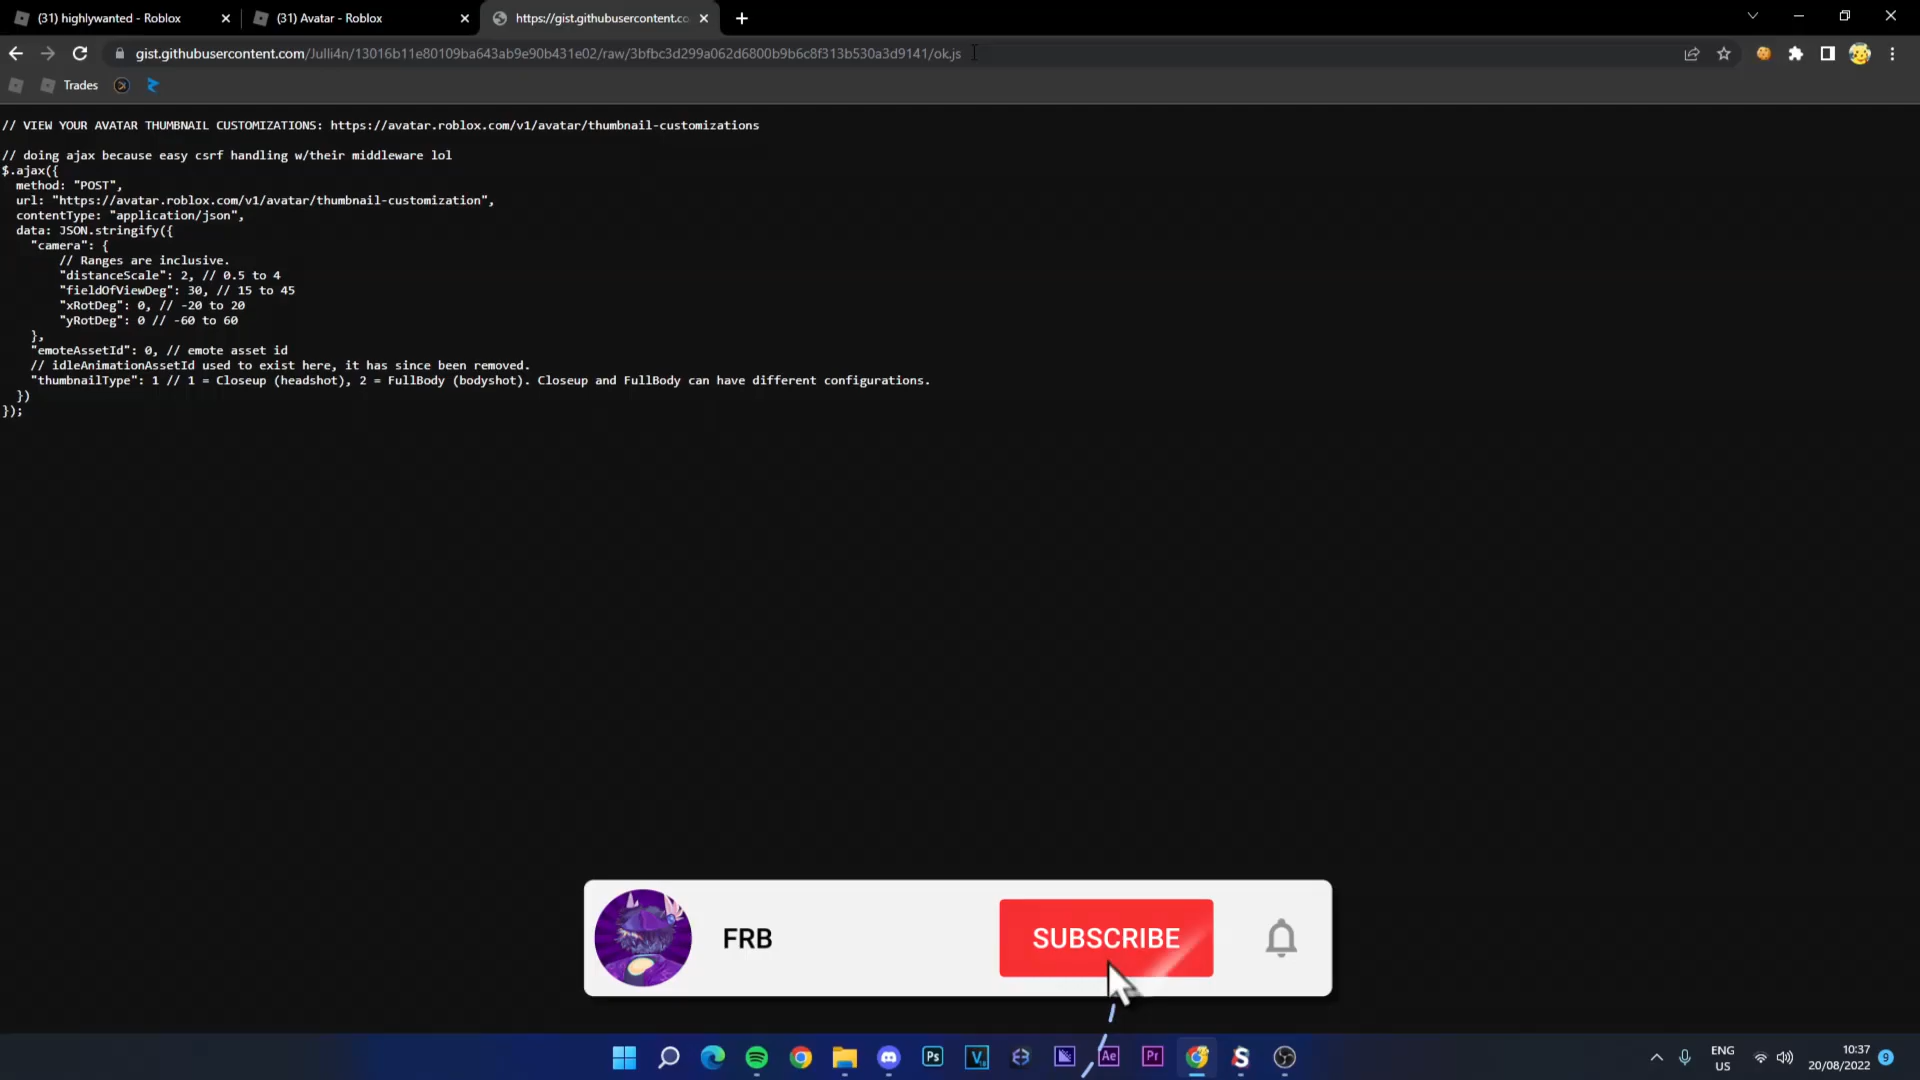 (31) highlywanted - Roblox
(31) Avatar - Roblox
https://gist.githubusercontent.co
gist.githubusercontent.com/Julli4n/13016b11e80109ba643ab9e90b431e02/raw/3bfbc3d299a062d6800b9b6c8f313b530a3d9141/ok.js
Trades
// VIEW YOUR AVATAR THUMBNAIL CUSTOMIZATIONS: https://avatar.roblox.com/v1/avatar/thumbnail-customizations
// doing ajax because easy csrf handling w/their middleware lol
$.ajax({
  method: "POST",
  url: "https://avatar.roblox.com/v1/avatar/thumbnail-customization",
  contentType: "application/json",
  data: JSON.stringify({
    "camera": {
        // Ranges are inclusive.
        "distanceScale": 2, // 0.5 to 4
        "fieldOfViewDeg": 30, // 15 to 45
        "xRotDeg": 0, // -20 to 20
        "yRotDeg": 0 // -60 to 60
    },
    "emoteAssetId": 0, // emote asset id
    // idleAnimationAssetId used to exist here, it has since been removed.
    "thumbnailType": 1 // 1 = Closeup (headshot), 2 = FullBody (bodyshot). Closeup and FullBody can have different configurations.
  })
});
FRB
SUBSCRIBE
Ps
V
Ae
Pr
S
ENG
US
10:37
20/08/2022
9